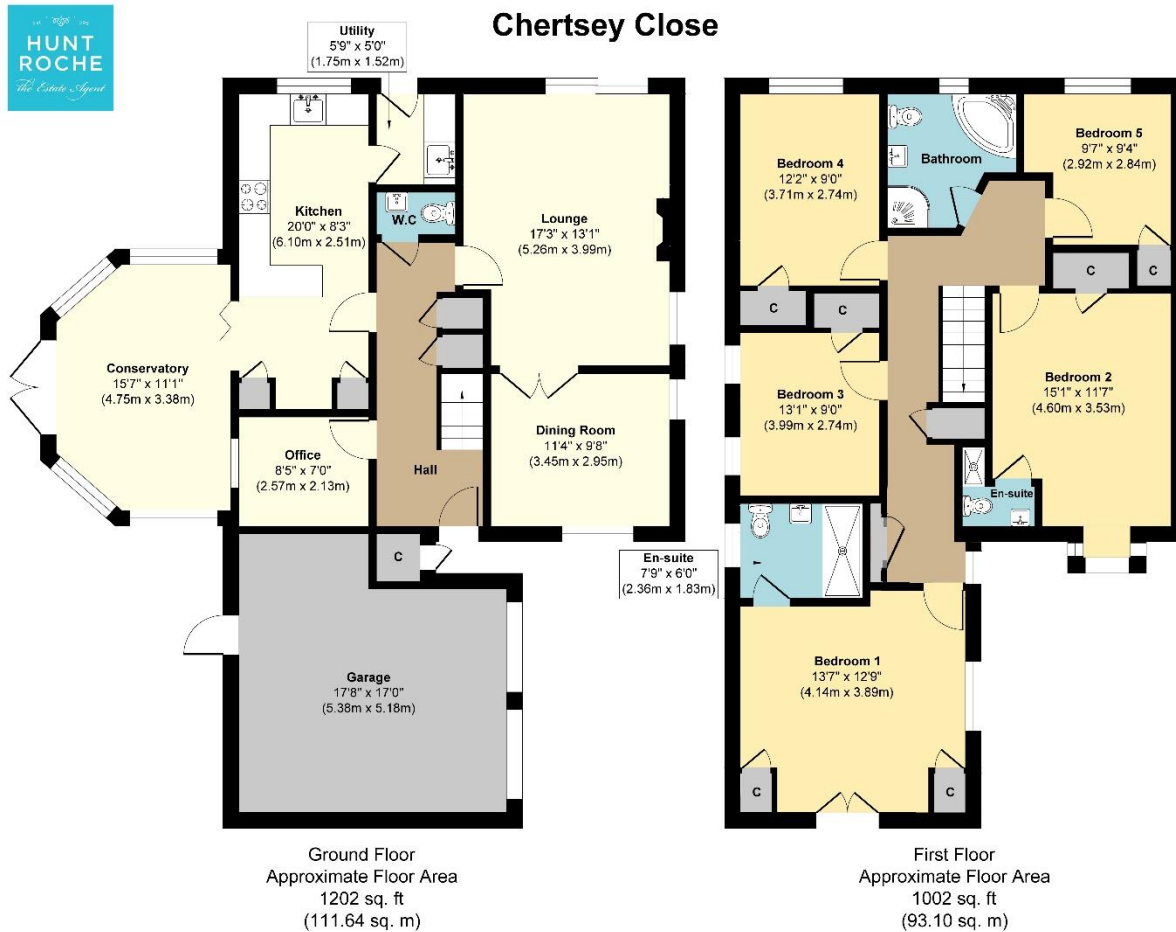 Chertsey Close
HUNT
ROCHE
The Estate Agent
Utility
5'9" x 5'0"
(1.75m x 1.52m)
Kitchen
20'0" x 8'3"
(6.10m x 2.51m)
W.C
Lounge
17'3" x 13'1"
(5.26m x 3.99m)
Conservatory
15'7" x 11'1"
(4.75m x 3.38m)
Office
8'5" x 7'0"
(2.57m x 2.13m)
Hall
Dining Room
11'4" x 9'8"
(3.45m x 2.95m)
C
Garage
17'8" x 17'0"
(5.38m x 5.18m)
Ground Floor
Approximate Floor Area
1202 sq. ft
(111.64 sq. m)
Bedroom 4
12'2" x 9'0"
(3.71m x 2.74m)
Bathroom
Bedroom 5
9'7" x 9'4"
(2.92m x 2.84m)
C
C
C
C
Bedroom 3
13'1" x 9'0"
(3.99m x 2.74m)
Bedroom 2
15'1" x 11'7"
(4.60m x 3.53m)
En-suite
En-suite
7'9" x 6'0"
(2.36m x 1.83m)
Bedroom 1
13'7" x 12'9"
(4.14m x 3.89m)
C
C
First Floor
Approximate Floor Area
1002 sq. ft
(93.10 sq. m)